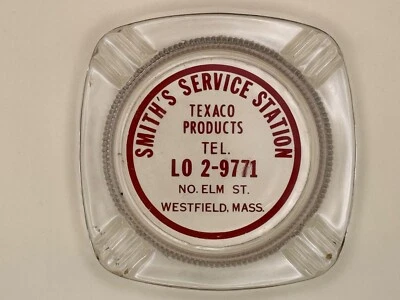 SMITH'S SERVICE STATION
TEXACO
PRODUCTS
TEL.
LO 2-9771
NO. ELM ST.
WESTFIELD, MASS.